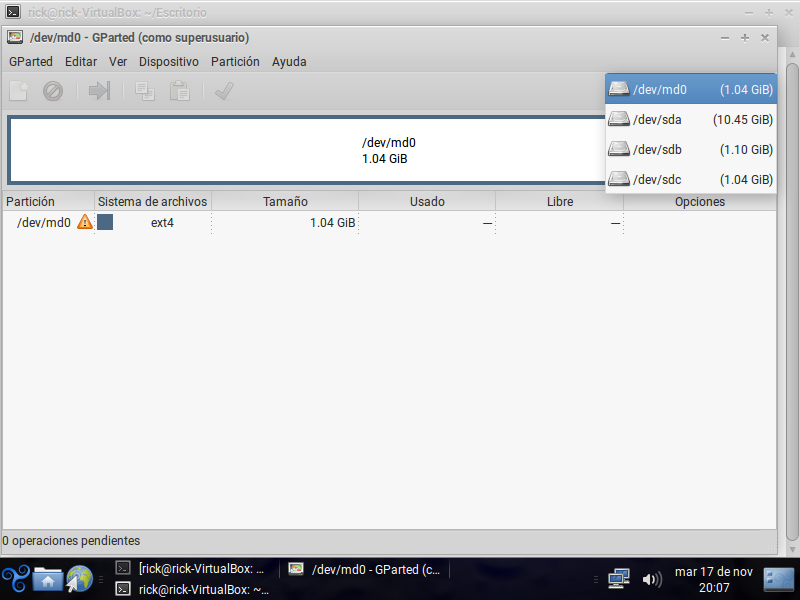 rick@rick-VirtualBox: ~/Escritorio
/dev/md0 - GParted (como superusuario)
GParted Editar Ver Dispositivo Partición Ayuda
/dev/md0 (1.04 GiB)
/dev/sda (10.45 GiB)
/dev/sdb (1.10 GiB)
/dev/sdc (1.04 GiB)
/dev/md0
1.04 GiB
Partición Sistema de archivos Tamaño Usado Libre Opciones
/dev/md0 ext4 1.04 GiB — —
0 operaciones pendientes
[rick@rick-VirtualBox: ...
rick@rick-VirtualBox: ~...
/dev/md0 - GParted (c...
mar 17 de nov
20:07